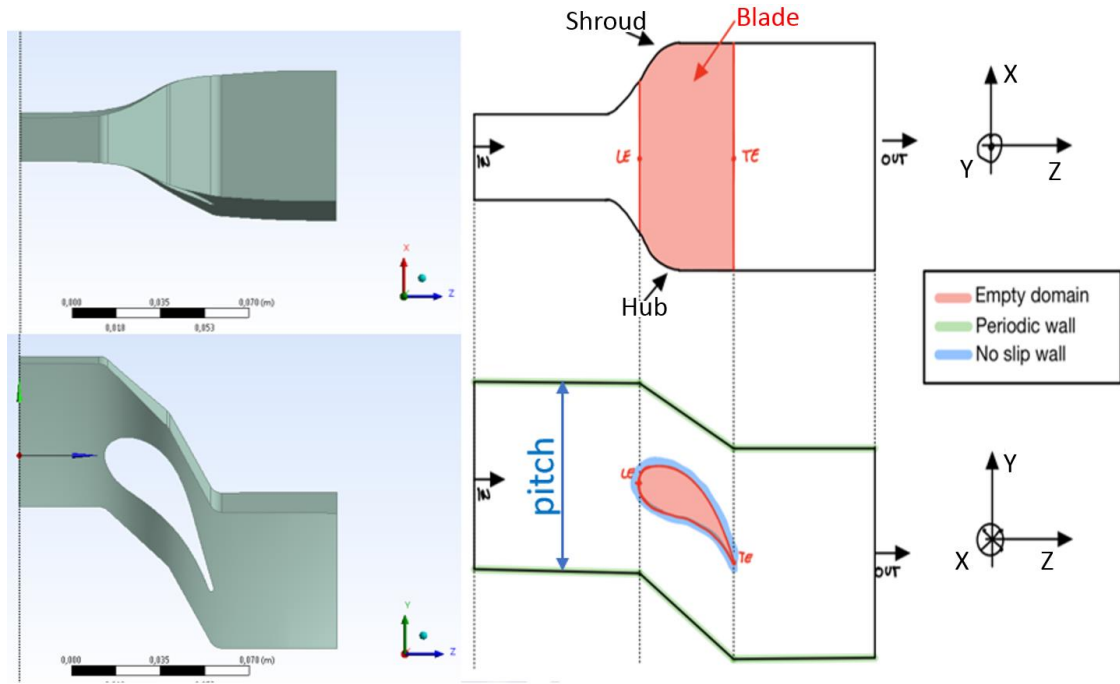 Shroud
Blade
X
Y
Z
LE
TE
IN
OUT
Hub
X
Z
0,000
0,035
0,070 (m)
0,018
0,053
Empty domain
Periodic wall
No slip wall
pitch
IN
LE
TE
OUT
Y
X
Z
Y
Z
0,000
0,035
0,070 (m)